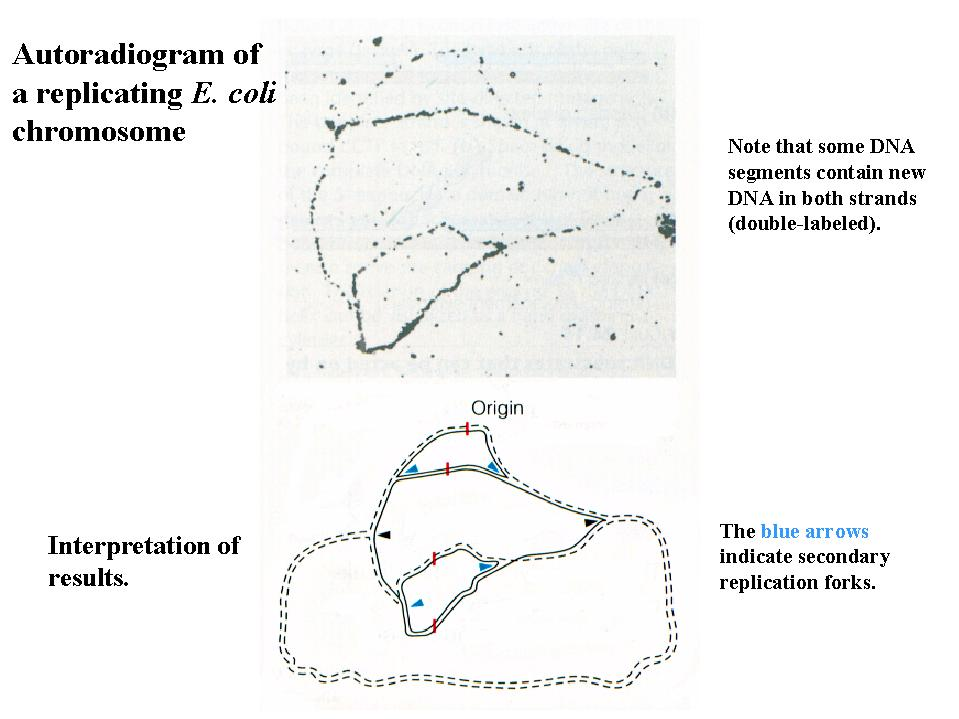 Autoradiogram of
a replicating E. coli
chromosome
Note that some DNA
segments contain new
DNA in both strands
(double-labeled).
Origin
Interpretation of
results.
The blue arrows
indicate secondary
replication forks.